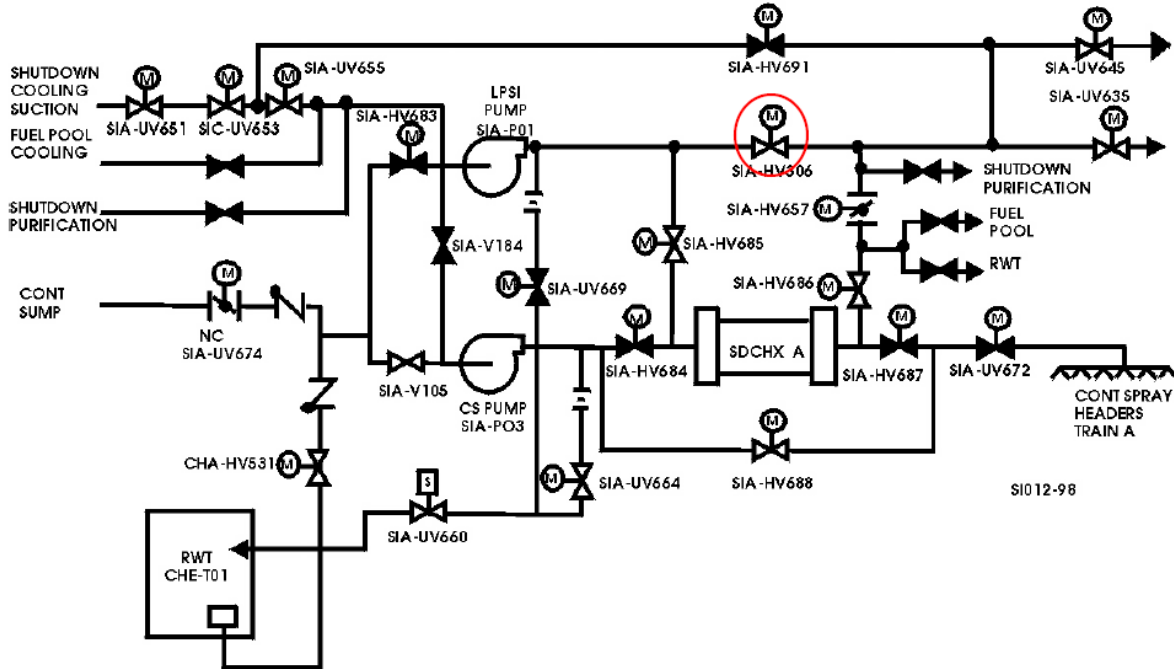 M
M
SIA-HV691
SIA-UV645
SHUTDOWN
COOLING
SUCTION
M
M
M
SIA-UV655
SIA-UV651
SIC-UV653
SIA-HV683
M
LPSI
PUMP
SIA-P01
M
SIA-HV306
SIA-UV635
M
FUEL POOL
COOLING
SHUTDOWN
PURIFICATION
SHUTDOWN
PURIFICATION
SIA-HV657
M
FUEL
POOL
RWT
SIA-V184
M
SIA-HV685
M
SIA-HV686
CONT
SUMP
M
NC
SIA-UV674
M
SIA-UV669
SIA-V105
CS PUMP
SIA-PO3
M
SIA-HV684
SDCHX A
M
SIA-HV687
M
SIA-UV672
CONT SPRAY
HEADERS
TRAIN A
CHA-HV531
M
S
SIA-UV660
M
SIA-UV664
M
SIA-HV688
SI012-98
RWT
CHE-T01